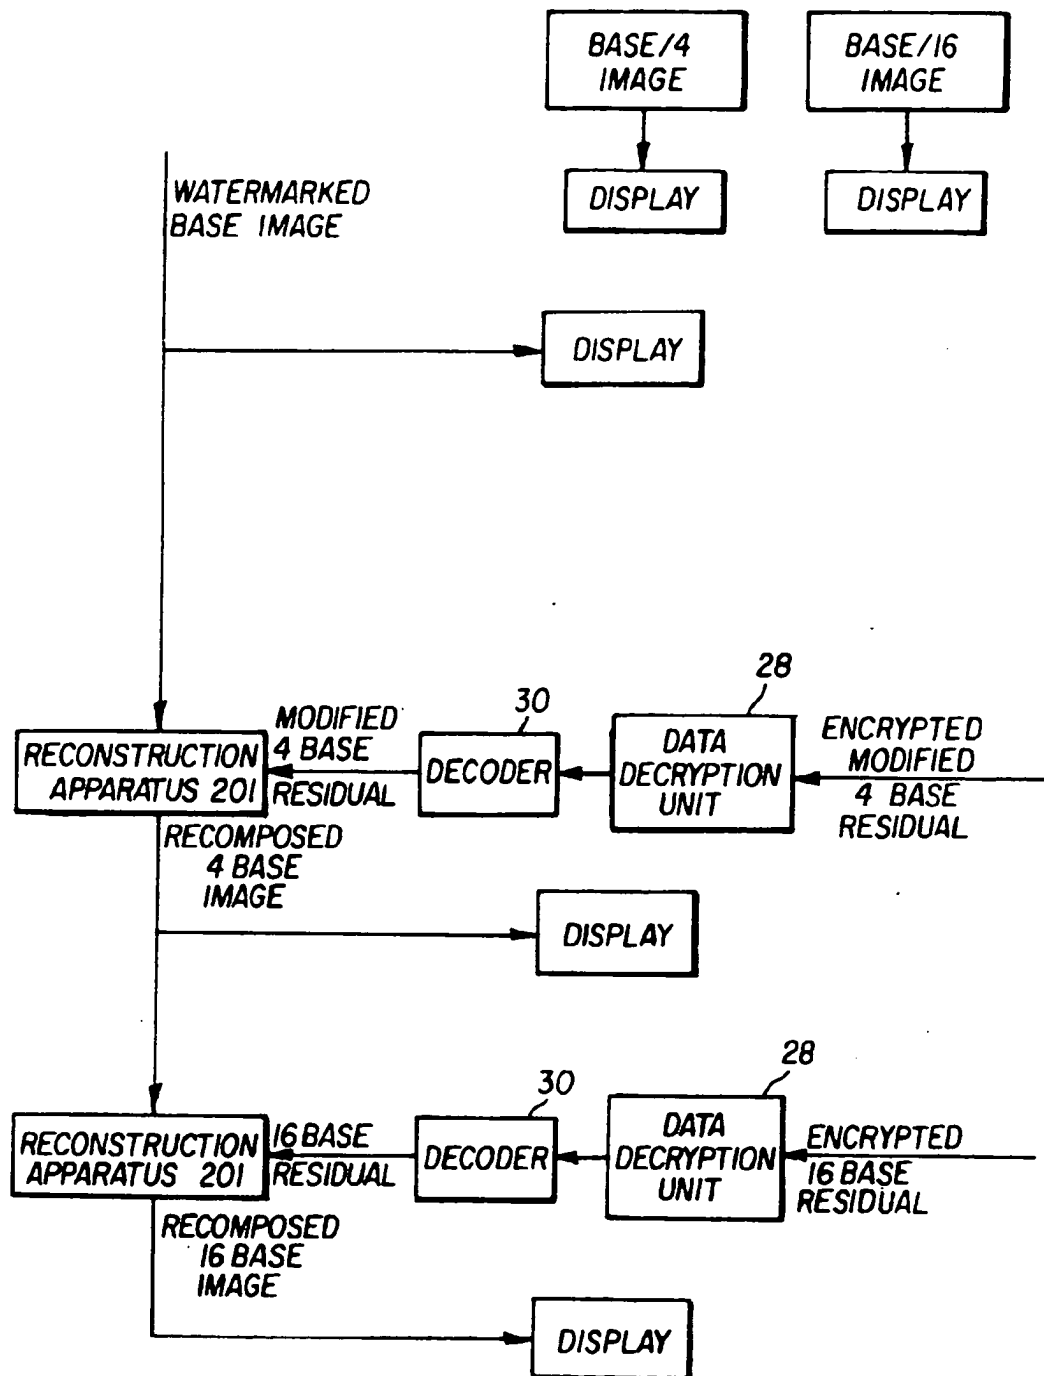 BASE/4
IMAGE
BASE/16
IMAGE
DISPLAY
DISPLAY
WATERMARKED
BASE IMAGE
DISPLAY
28
30
MODIFIED
4 BASE
RESIDUAL
RECONSTRUCTION
APPARATUS 201
DECODER
DATA
DECRYPTION
UNIT
ENCRYPTED
MODIFIED
4 BASE
RESIDUAL
RECOMPOSED
4 BASE
IMAGE
DISPLAY
28
30
RECONSTRUCTION
APPARATUS 201
16 BASE
RESIDUAL
DECODER
DATA
DECRYPTION
UNIT
ENCRYPTED
16 BASE
RESIDUAL
RECOMPOSED
16 BASE
IMAGE
DISPLAY